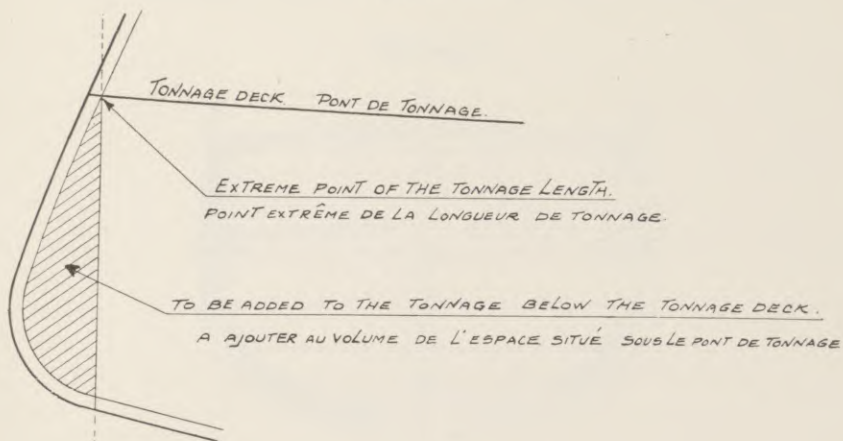 TONNAGE DECK. PONT DE TONNAGE.
EXTREME POINT OF THE TONNAGE LENGTH.
POINT EXTRÊME DE LA LONGUEUR DE TONNAGE.
TO BE ADDED TO THE TONNAGE BELOW THE TONNAGE DECK.
A AJOUTER AU VOLUME DE L'ESPACE SITUÉ SOUS LE PONT DE TONNAGE